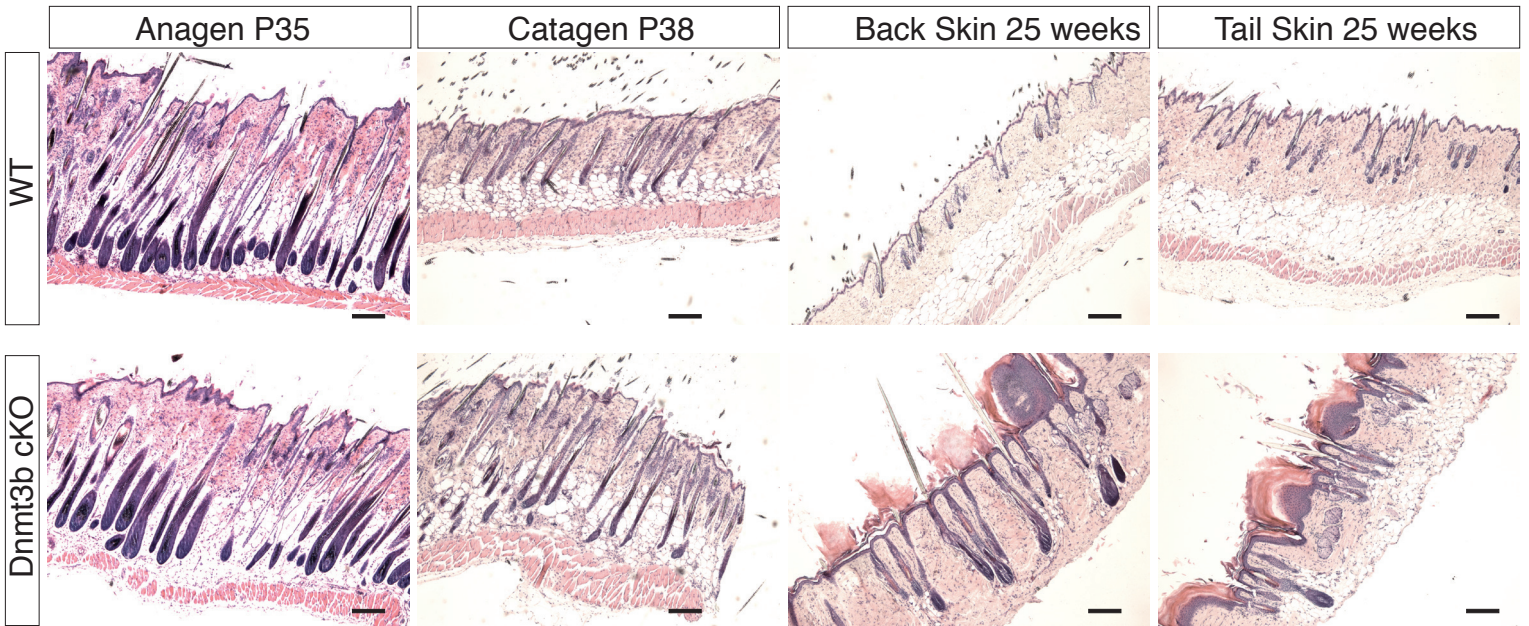 Anagen P35
Catagen P38
Back Skin 25 weeks
Tail Skin 25 weeks
WT
Dnmt3b cKO